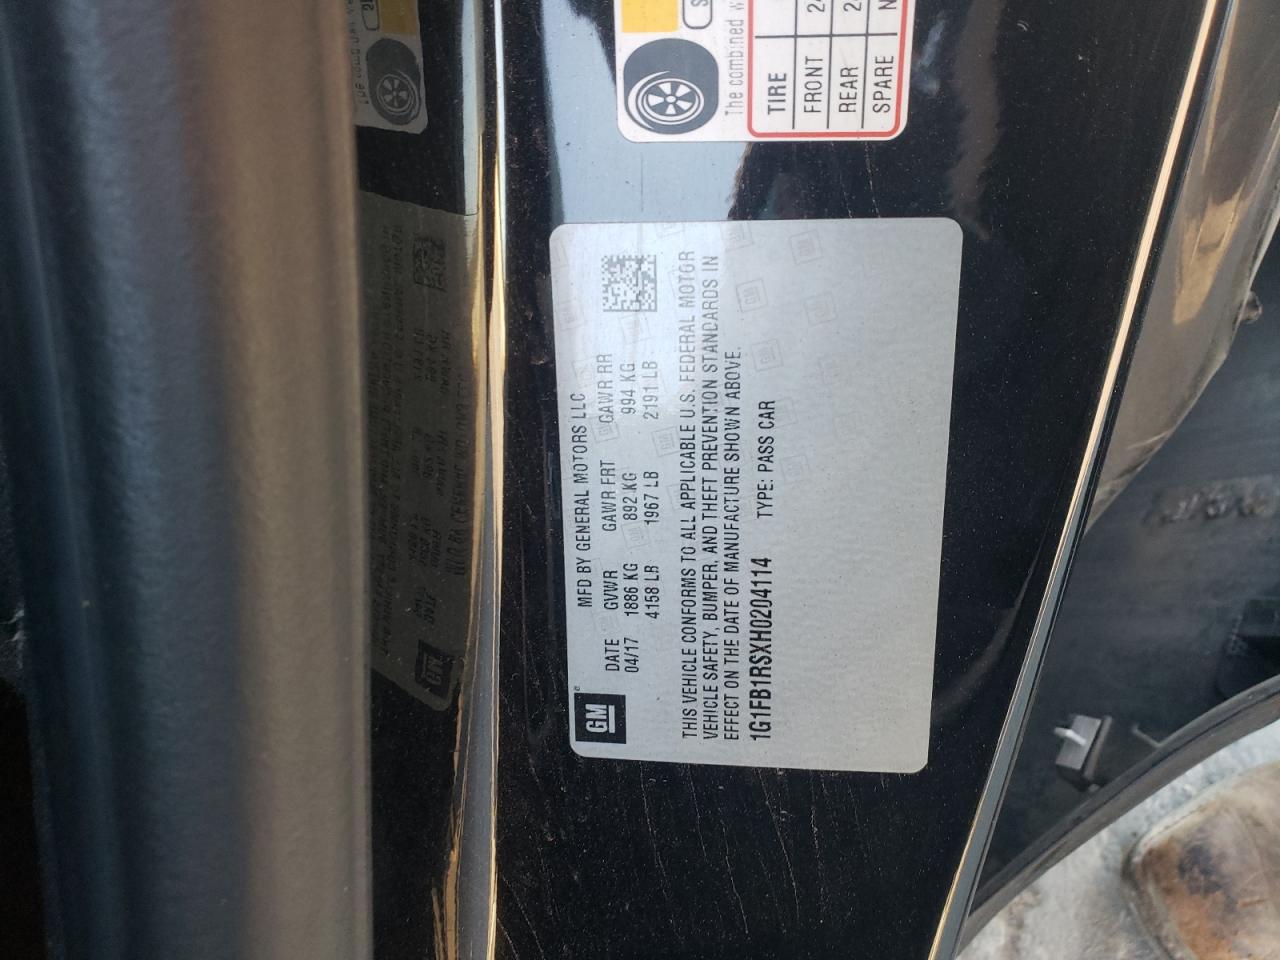 GM
MFD BY GENERAL MOTORS LLC
DATE GVWR GAWR FRT GAWR RR
04/17 1886 KG 892 KG 994 KG
4158 LB 1967 LB 2191 LB
THIS VEHICLE CONFORMS TO ALL APPLICABLE U.S. FEDERAL MOTOR
VEHICLE SAFETY, BUMPER, AND THEFT PREVENTION STANDARDS IN
EFFECT ON THE DATE OF MANUFACTURE SHOWN ABOVE.
1G1FB1RSXH0204114 TYPE: PASS CAR
The combined
TIRE
FRONT
REAR
SPARE